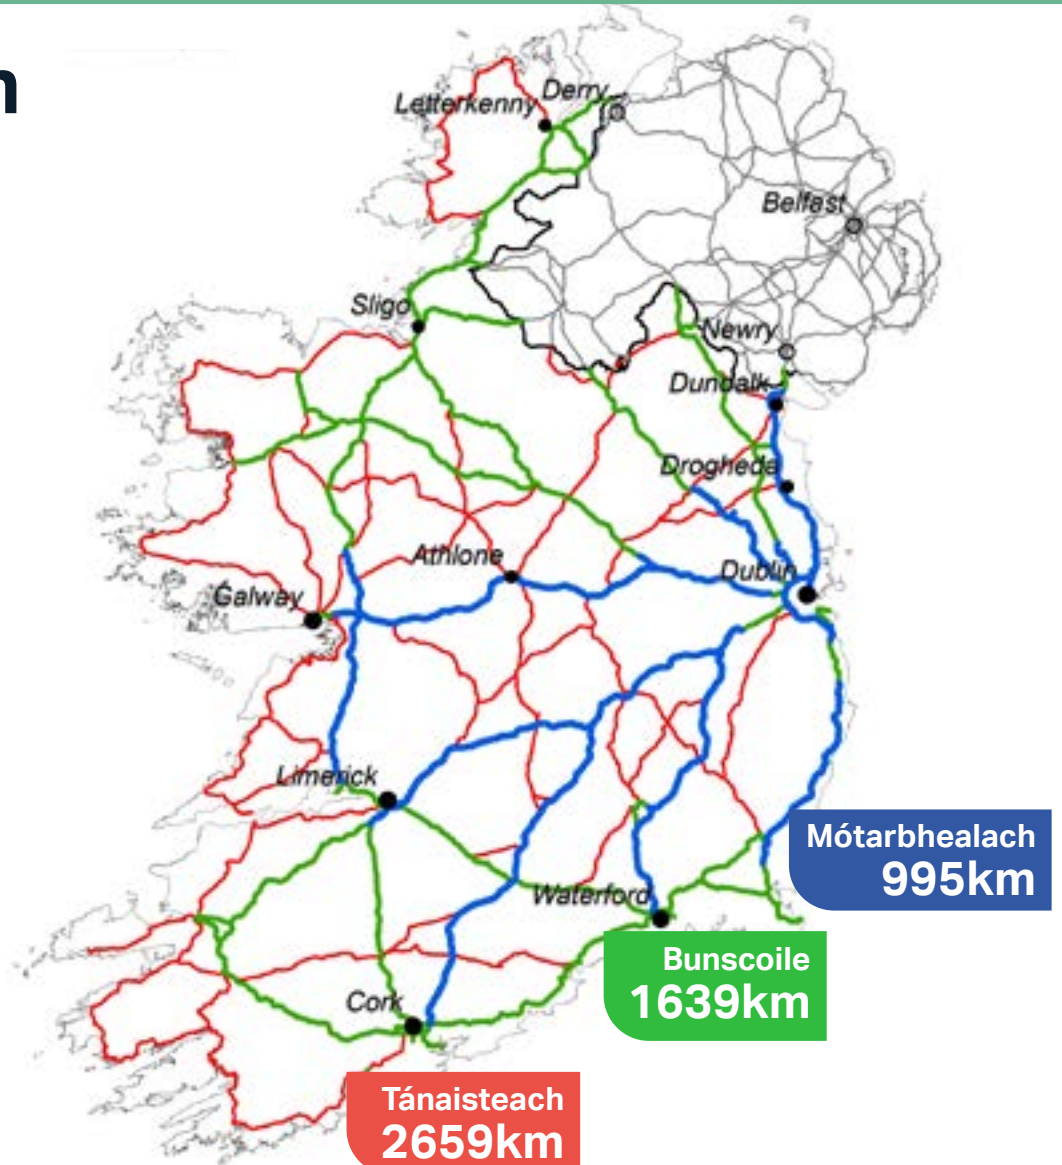 n
Letterkenny
Derry
Belfast
Sligo
Newry
Dundalk
Drogheda
Athlone
Dublin
Galway
Limerick
Mótarbhealach
995km
Waterford
Bunscoile
1639km
Cork
Tánaisteach
2659km